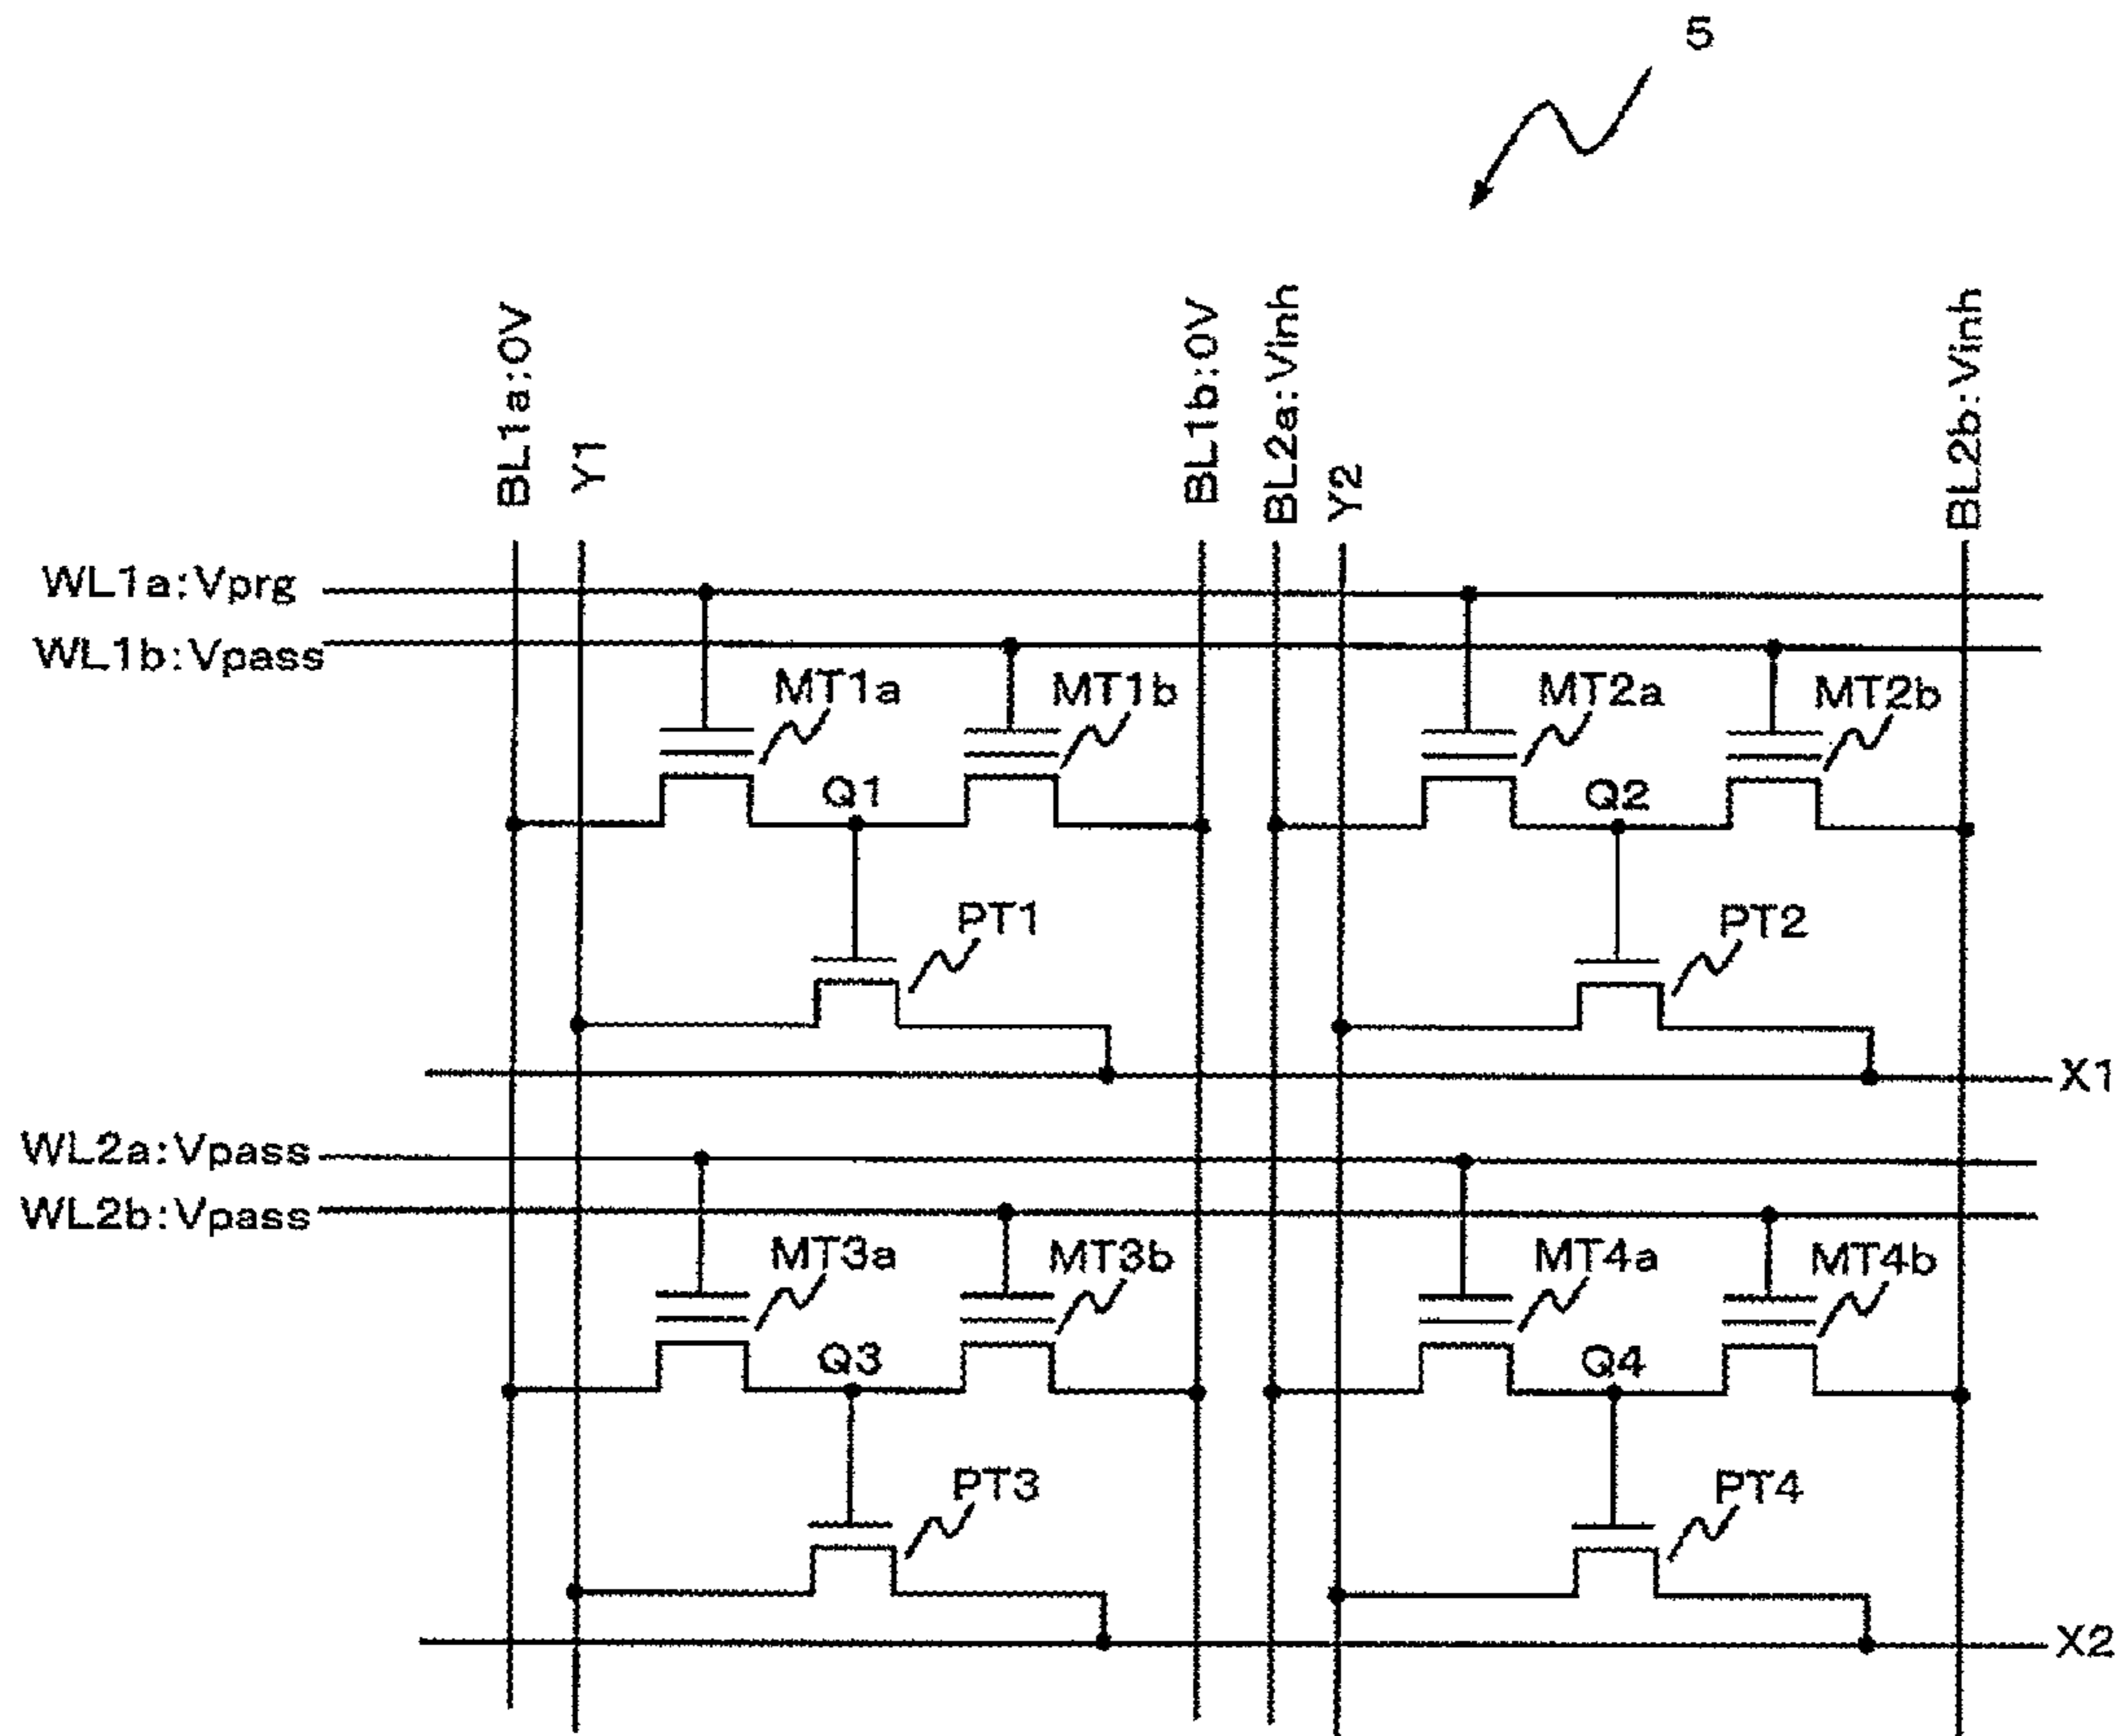 5
BL1a:0V
Y1
BL1b:0V
BL2a:Vinh
Y2
BL2b:Vinh
WL1a:Vprg
WL1b:Vpass
MT1a
MT1b
MT2a
MT2b
Q1
Q2
PT1
PT2
X1
WL2a:Vpass
WL2b:Vpass
MT3a
MT3b
MT4a
MT4b
Q3
Q4
PT3
PT4
X2